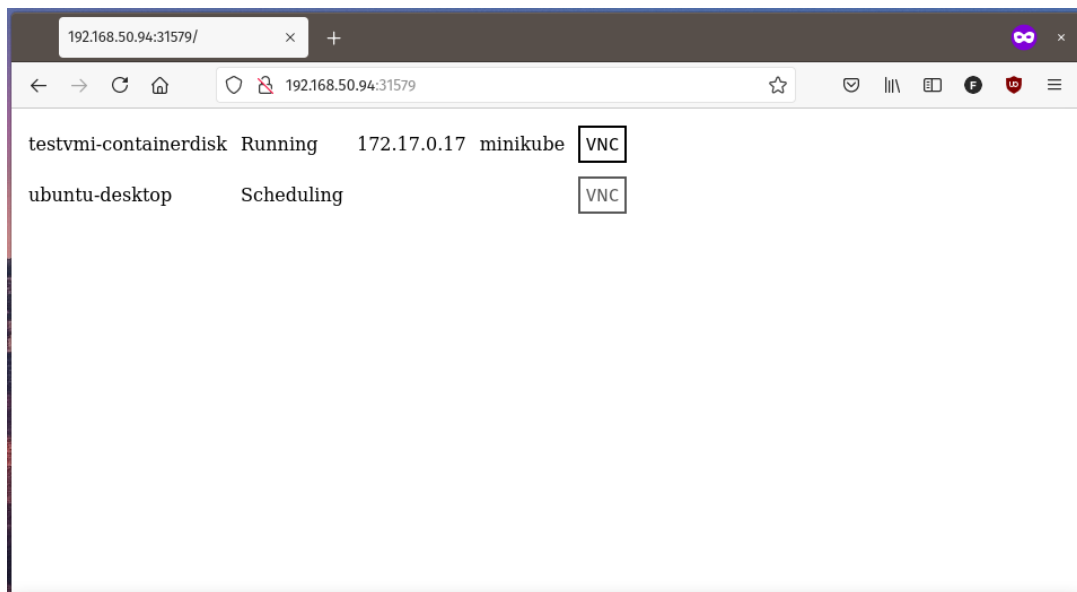 192.168.50.94:31579/
192.168.50.94:31579
testvmi-containerdisk Running 172.17.0.17 minikube VNC
ubuntu-desktop Scheduling VNC